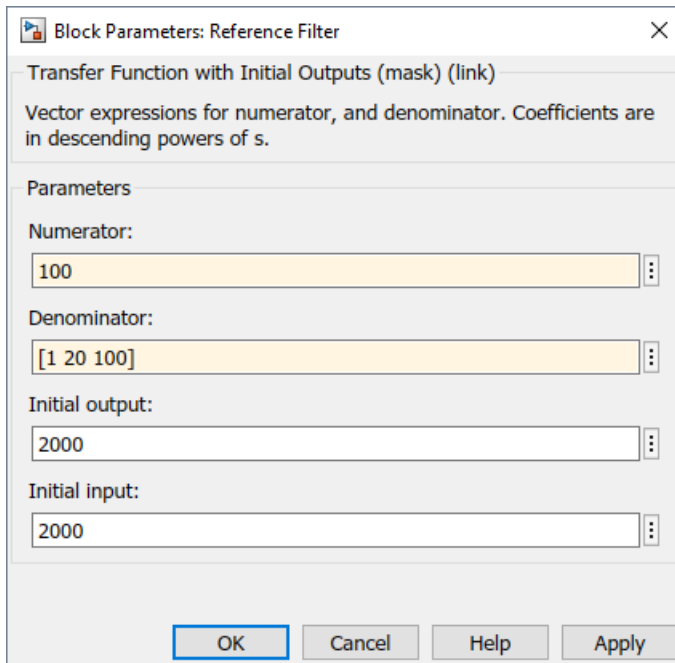 Block Parameters: Reference Filter
Transfer Function with Initial Outputs (mask) (link)
Vector expressions for numerator, and denominator. Coefficients are
in descending powers of s.
Parameters
Numerator:
100
Denominator:
[1 20 100]
Initial output:
2000
Initial input:
2000
OK Cancel Help Apply